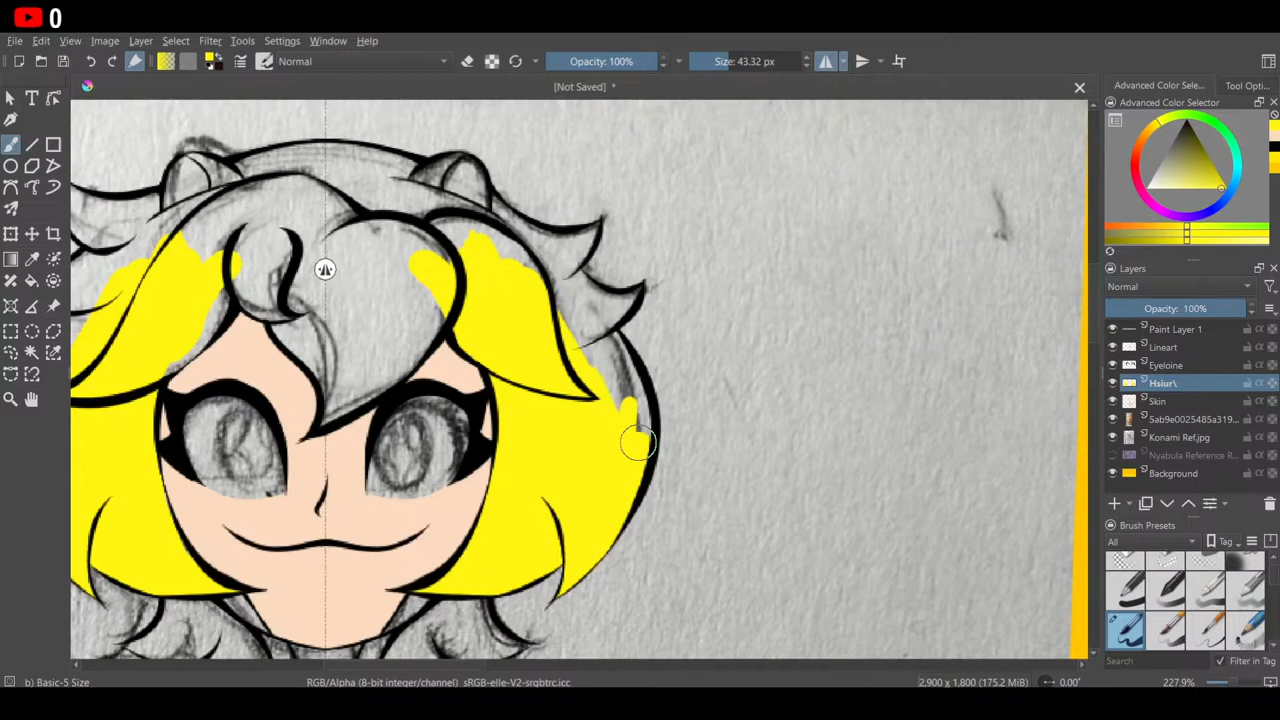 0
File Edit View Image Layer Select Filter Tools Settings Window Help
Normal Opacity: 100% Size: 43.32 px
[Not Saved] *
Advanced Color Sele... Tool Opti...
Advanced Color Selector
Layers
Normal
Opacity: 100%
Paint Layer 1
Lineart
Eyeloine
Hsiur\
Skin
5ab9e0025485a319...
Konami Ref.jpg
Nyabula Reference R
Background
Brush Presets
All Tag
Search Filter in Tag
b) Basic-5 Size RGB/Alpha (8-bit integer/channel) sRGB-elle-V2-srgbtrc.icc 2,900 x 1,800 (175.2 MiB) 0.00° 227.9%